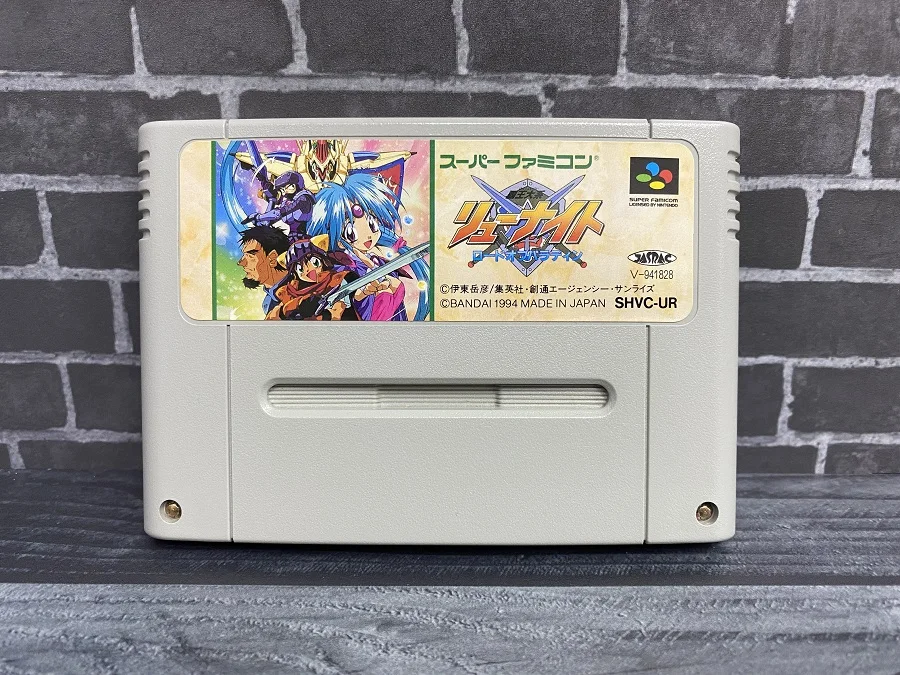 スーパーファミコン®
リューナイト
ロードオブパラディン
SUPER FAMICOM
LICENSED BY NINTENDO
JASRAC
V-941828
©伊東岳彦/集英社・創通エージェンシー・サンライズ
©BANDAI 1994 MADE IN JAPAN SHVC-UR